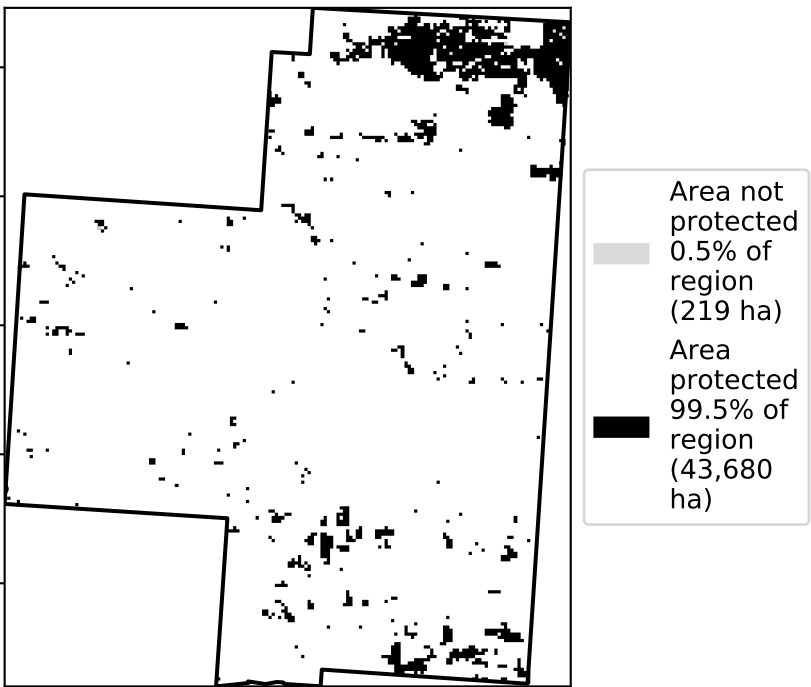 Area not
protected
0.5% of
region
(219 ha)
Area
protected
99.5% of
region
(43,680
ha)